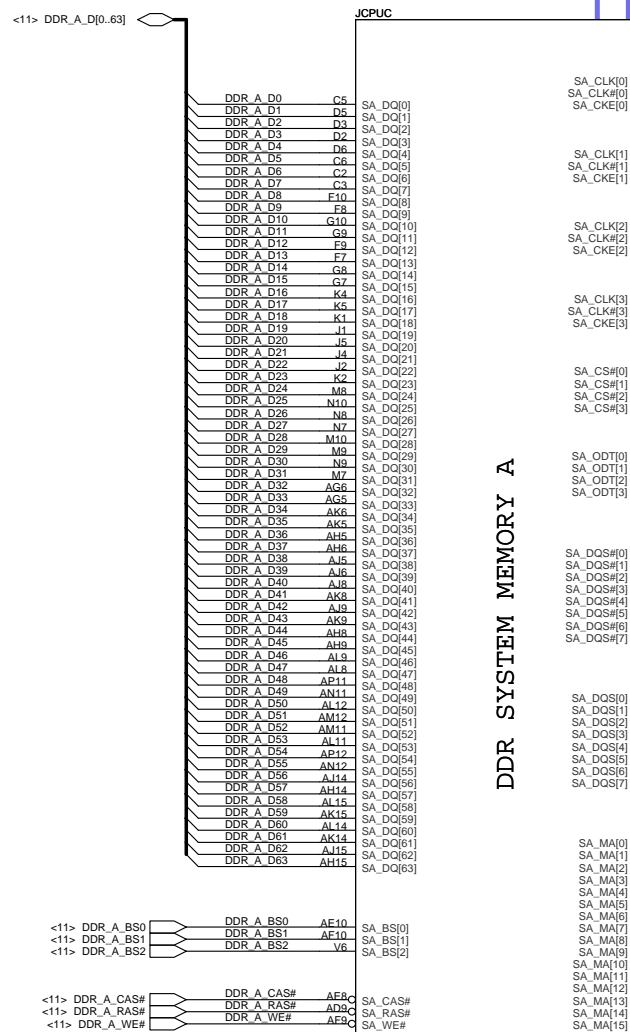 <11> DDR_A_D[0..63]
JCPUC
DDR_A_D0 C5 SA_DQ[0]
DDR_A_D1 D5 SA_DQ[1]
DDR_A_D2 D3 SA_DQ[2]
DDR_A_D3 D2 SA_DQ[3]
DDR_A_D4 D6 SA_DQ[4]
DDR_A_D5 C6 SA_DQ[5]
DDR_A_D6 C2 SA_DQ[6]
DDR_A_D7 C3 SA_DQ[7]
DDR_A_D8 F10 SA_DQ[8]
DDR_A_D9 F8 SA_DQ[9]
DDR_A_D10 G10 SA_DQ[10]
DDR_A_D11 G9 SA_DQ[11]
DDR_A_D12 F9 SA_DQ[12]
DDR_A_D13 F7 SA_DQ[13]
DDR_A_D14 G8 SA_DQ[14]
DDR_A_D15 G7 SA_DQ[15]
DDR_A_D16 K4 SA_DQ[16]
DDR_A_D17 K5 SA_DQ[17]
DDR_A_D18 K1 SA_DQ[18]
DDR_A_D19 J1 SA_DQ[19]
DDR_A_D20 J5 SA_DQ[20]
DDR_A_D21 J4 SA_DQ[21]
DDR_A_D22 J2 SA_DQ[22]
DDR_A_D23 K2 SA_DQ[23]
DDR_A_D24 M8 SA_DQ[24]
DDR_A_D25 N10 SA_DQ[25]
DDR_A_D26 N8 SA_DQ[26]
DDR_A_D27 N7 SA_DQ[27]
DDR_A_D28 M10 SA_DQ[28]
DDR_A_D29 M9 SA_DQ[29]
DDR_A_D30 N9 SA_DQ[30]
DDR_A_D31 M7 SA_DQ[31]
DDR_A_D32 AG6 SA_DQ[32]
DDR_A_D33 AG5 SA_DQ[33]
DDR_A_D34 AK6 SA_DQ[34]
DDR_A_D35 AK5 SA_DQ[35]
DDR_A_D36 AH5 SA_DQ[36]
DDR_A_D37 AH6 SA_DQ[37]
DDR_A_D38 AJ5 SA_DQ[38]
DDR_A_D39 AJ6 SA_DQ[39]
DDR_A_D40 AJ8 SA_DQ[40]
DDR_A_D41 AK8 SA_DQ[41]
DDR_A_D42 AJ9 SA_DQ[42]
DDR_A_D43 AK9 SA_DQ[43]
DDR_A_D44 AH8 SA_DQ[44]
DDR_A_D45 AH9 SA_DQ[45]
DDR_A_D46 AL9 SA_DQ[46]
DDR_A_D47 AL8 SA_DQ[47]
DDR_A_D48 AP11 SA_DQ[48]
DDR_A_D49 AN11 SA_DQ[49]
DDR_A_D50 AL12 SA_DQ[50]
DDR_A_D51 AM12 SA_DQ[51]
DDR_A_D52 AM11 SA_DQ[52]
DDR_A_D53 AL11 SA_DQ[53]
DDR_A_D54 AP12 SA_DQ[54]
DDR_A_D55 AN12 SA_DQ[55]
DDR_A_D56 AJ14 SA_DQ[56]
DDR_A_D57 AH14 SA_DQ[57]
DDR_A_D58 AL15 SA_DQ[58]
DDR_A_D59 AK15 SA_DQ[59]
DDR_A_D60 AL14 SA_DQ[60]
DDR_A_D61 AK14 SA_DQ[61]
DDR_A_D62 AJ15 SA_DQ[62]
DDR_A_D63 AH15 SA_DQ[63]
<11> DDR_A_BS0 DDR_A_BS0 AE10 SA_BS[0]
<11> DDR_A_BS1 DDR_A_BS1 AF10 SA_BS[1]
<11> DDR_A_BS2 DDR_A_BS2 V6 SA_BS[2]
<11> DDR_A_CAS# DDR_A_CAS# AE8 SA_CAS#
<11> DDR_A_RAS# DDR_A_RAS# AD9 SA_RAS#
<11> DDR_A_WE# DDR_A_WE# AF9 SA_WE#
DDR SYSTEM MEMORY A
SA_CLK[0]
SA_CLK#[0]
SA_CKE[0]
SA_CLK[1]
SA_CLK#[1]
SA_CKE[1]
SA_CLK[2]
SA_CLK#[2]
SA_CKE[2]
SA_CLK[3]
SA_CLK#[3]
SA_CKE[3]
SA_CS#[0]
SA_CS#[1]
SA_CS#[2]
SA_CS#[3]
SA_ODT[0]
SA_ODT[1]
SA_ODT[2]
SA_ODT[3]
SA_DQS#[0]
SA_DQS#[1]
SA_DQS#[2]
SA_DQS#[3]
SA_DQS#[4]
SA_DQS#[5]
SA_DQS#[6]
SA_DQS#[7]
SA_DQS[0]
SA_DQS[1]
SA_DQS[2]
SA_DQS[3]
SA_DQS[4]
SA_DQS[5]
SA_DQS[6]
SA_DQS[7]
SA_MA[0]
SA_MA[1]
SA_MA[2]
SA_MA[3]
SA_MA[4]
SA_MA[5]
SA_MA[6]
SA_MA[7]
SA_MA[8]
SA_MA[9]
SA_MA[10]
SA_MA[11]
SA_MA[12]
SA_MA[13]
SA_MA[14]
SA_MA[15]